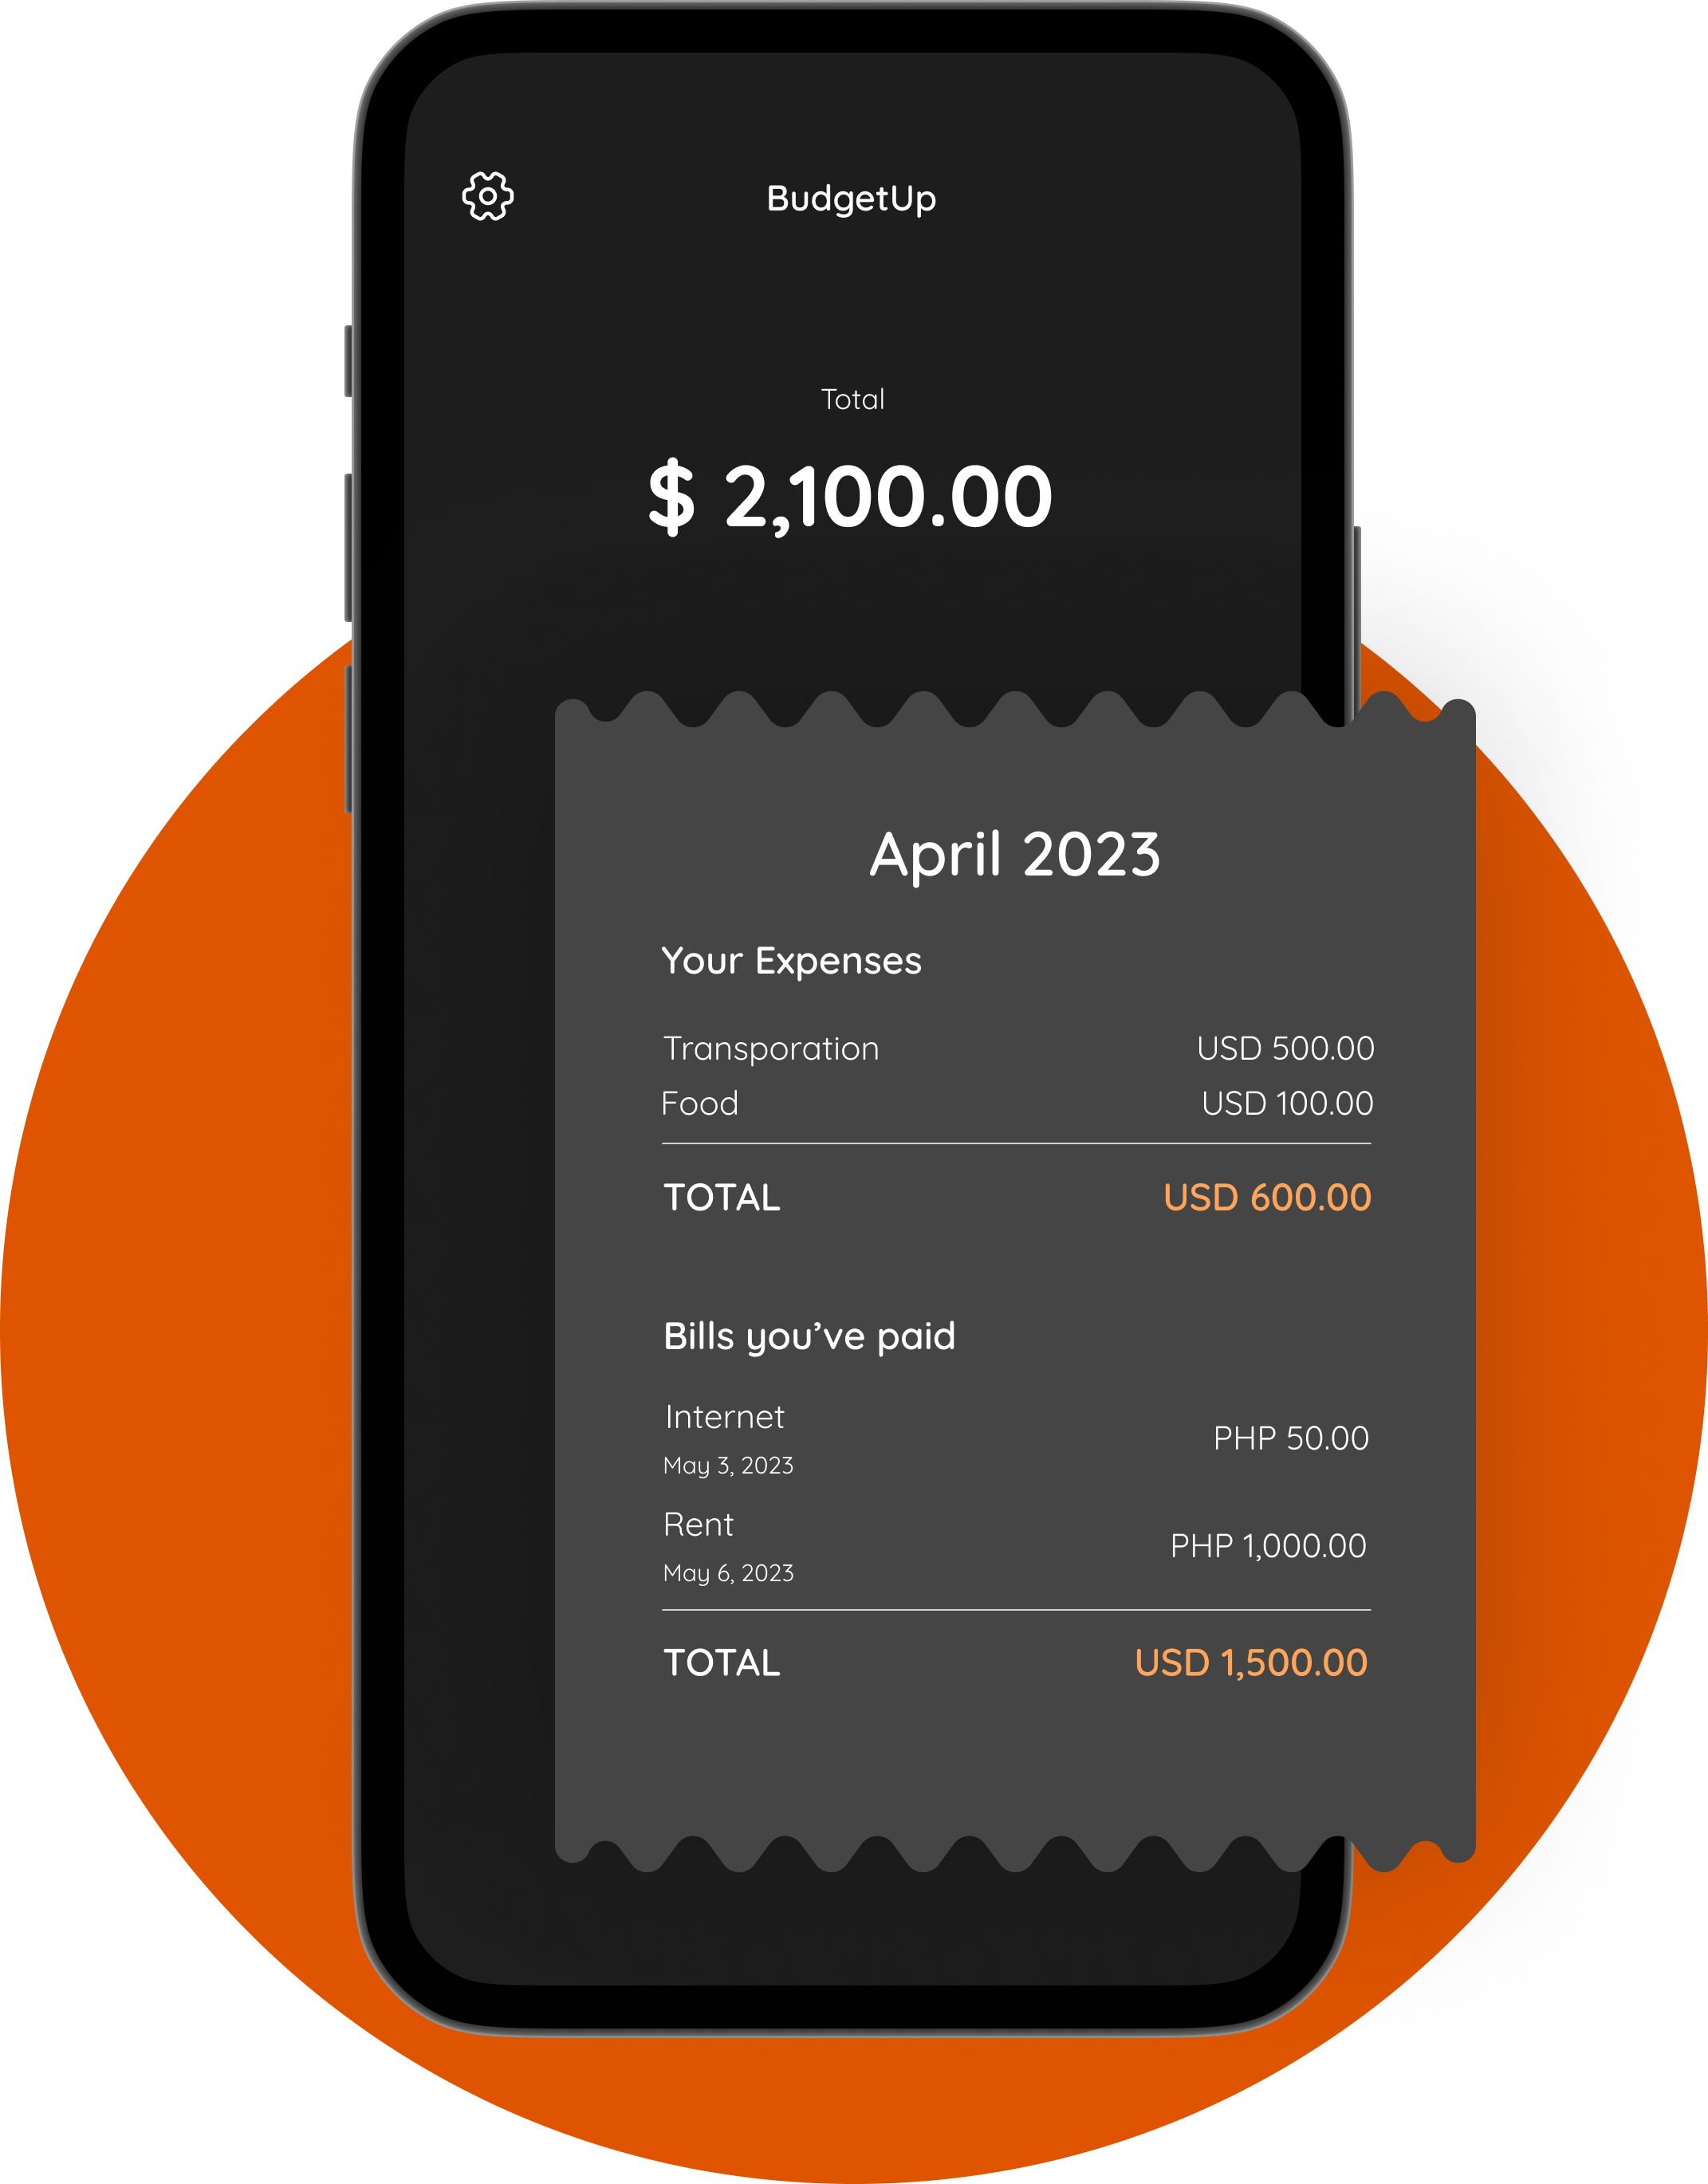 BudgetUp
Total
$ 2,100.00
April 2023
Your Expenses
Transporation USD 500.00
Food USD 100.00
TOTAL USD 600.00
Bills you’ve paid
Internet
PHP 50.00
May 3, 2023
Rent
PHP 1,000.00
May 6, 2023
TOTAL USD 1,500.00